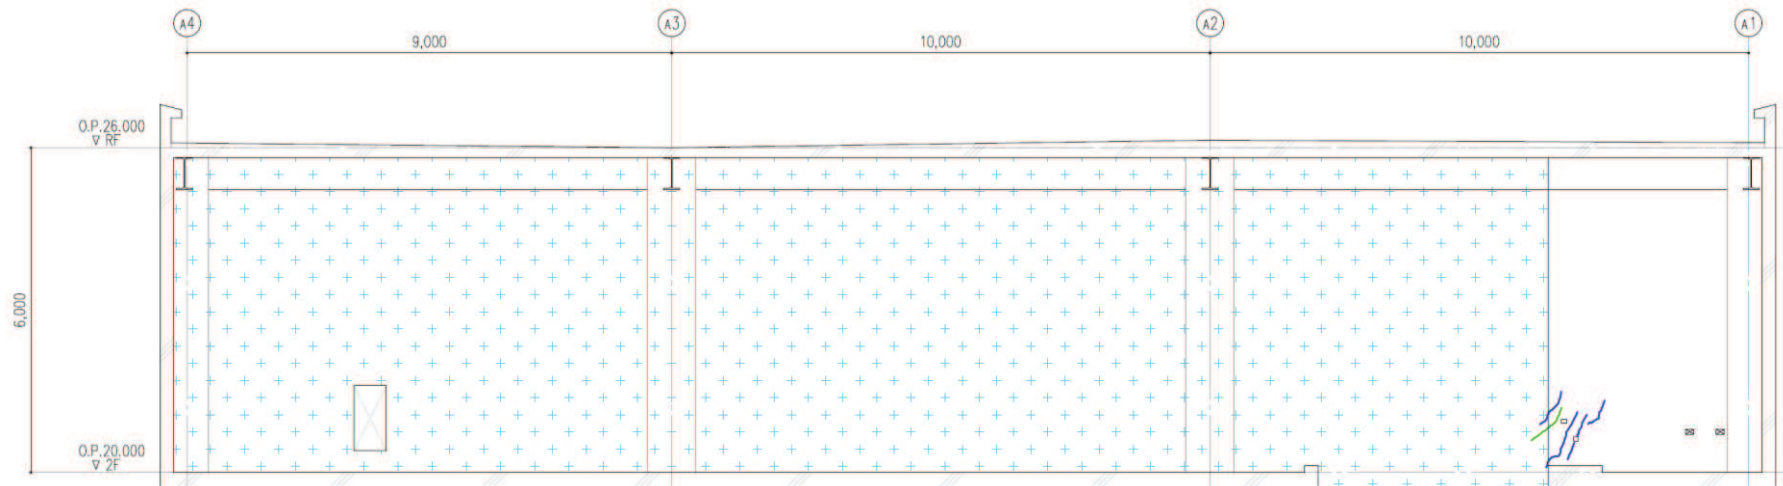 A4 A3 A2 A1
9,000 10,000 10,000
O.P.26.000
▽ RF
6,000
O.P.20.000
▽ 2F